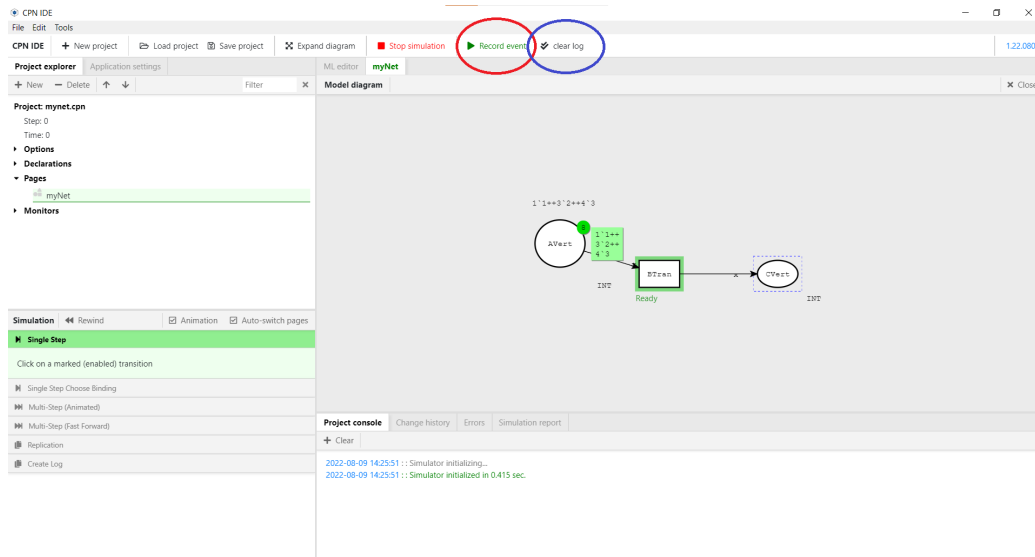 CPN IDE
File Edit Tools
CPN IDE + New project Load project Save project Expand diagram Stop simulation Record event clear log 1.22.080
Project explorer Application settings ML editor myNet
+ New − Delete Filter Model diagram × Close
Project: mynet.cpn
Step: 0
Time: 0
Options
Declarations
Pages
myNet
Monitors
1`1++3`2++4`3
8
1`1++
3`2++
4`3
AVert
INT
BTran
Ready
x
CVert
INT
Simulation Rewind Animation Auto-switch pages
Single Step
Click on a marked (enabled) transition
Single Step Choose Binding
Multi-Step (Animated)
Multi-Step (Fast Forward)
Replication
Create Log
Project console Change history Errors Simulation report
+ Clear
2022-08-09 14:25:51 : : Simulator initializing...
2022-08-09 14:25:51 : : Simulator initialized in 0.415 sec.